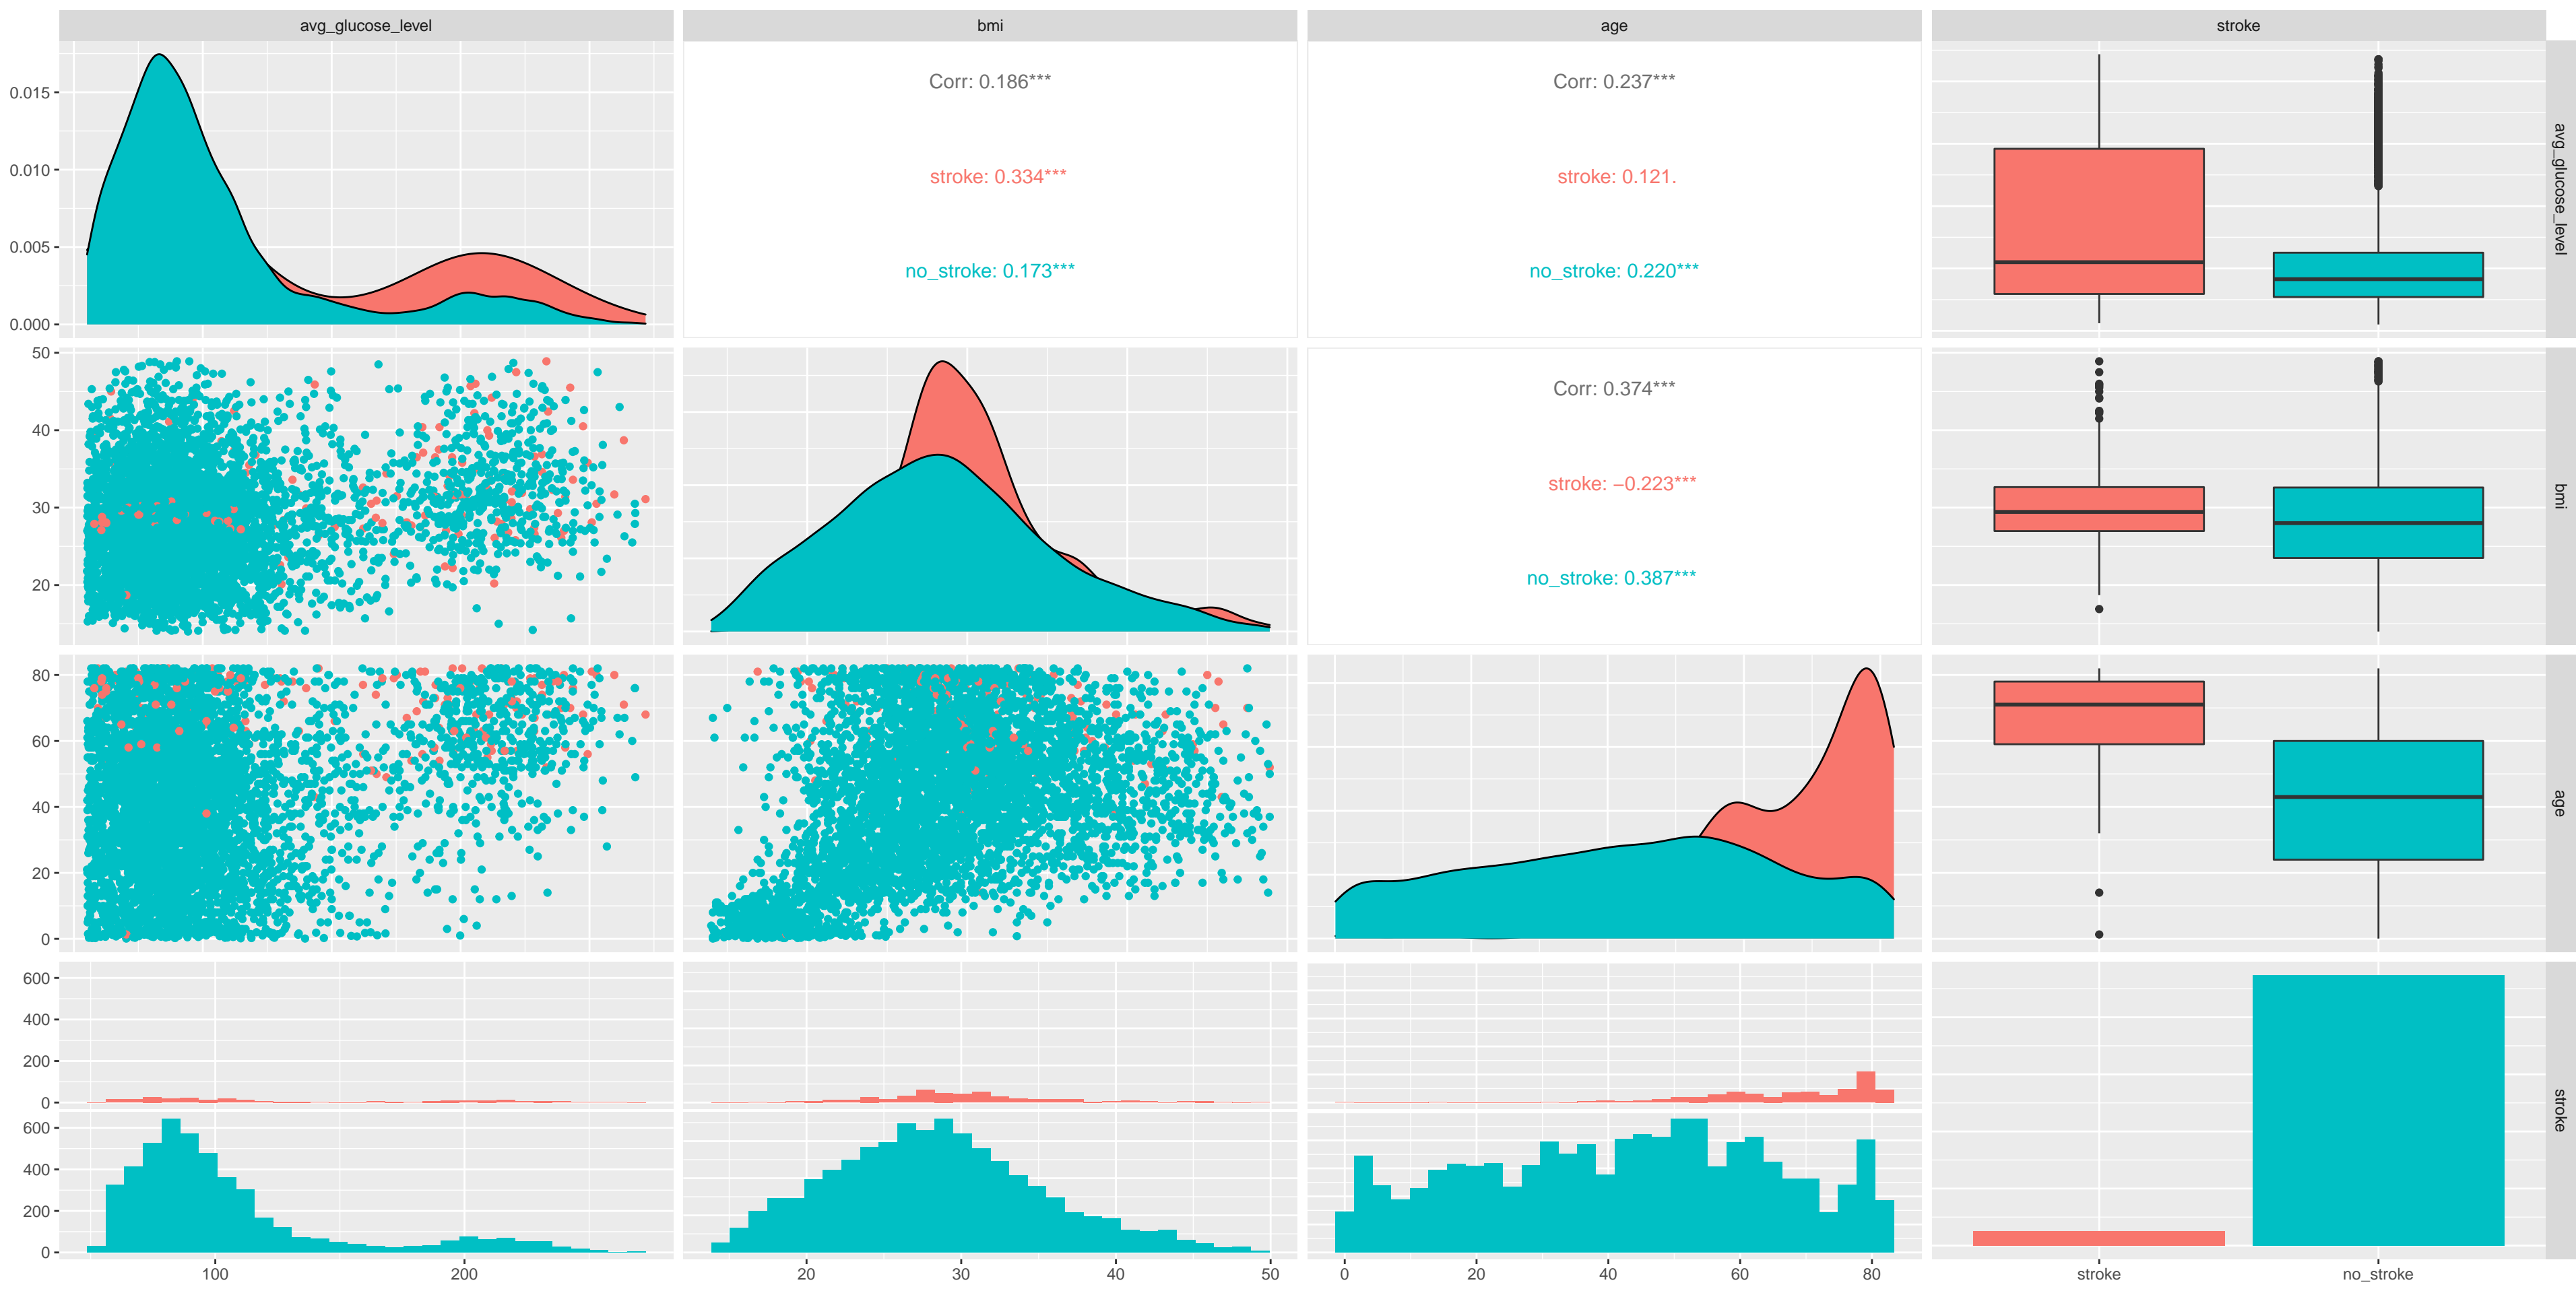 avg_glucose_level bmi age stroke
0.015
0.010
0.005
0.000
Corr: 0.186***
stroke: 0.334***
no_stroke: 0.173***
Corr: 0.237***
stroke: 0.121.
no_stroke: 0.220***
avg_glucose_level
50
40
30
20
Corr: 0.374***
stroke: −0.223***
no_stroke: 0.387***
bmi
80
60
40
20
0
age
600
400
200
0
600
400
200
0
stroke
100 200 20 30 40 50 0 20 40 60 80 stroke no_stroke